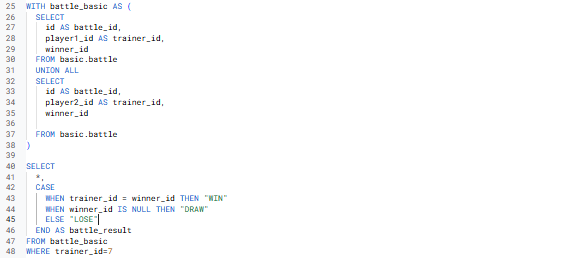 25 WITH battle_basic AS (
26 SELECT
27 id AS battle_id,
28 player1_id AS trainer_id,
29 winner_id
30 FROM basic.battle
31 UNION ALL
32 SELECT
33 id AS battle_id,
34 player2_id AS trainer_id,
35 winner_id
36
37 FROM basic.battle
38 )
39
40 SELECT
41 *,
42 CASE
43 WHEN trainer_id = winner_id THEN "WIN"
44 WHEN winner_id IS NULL THEN "DRAW"
45 ELSE "LOSE"
46 END AS battle_result
47 FROM battle_basic
48 WHERE trainer_id=7